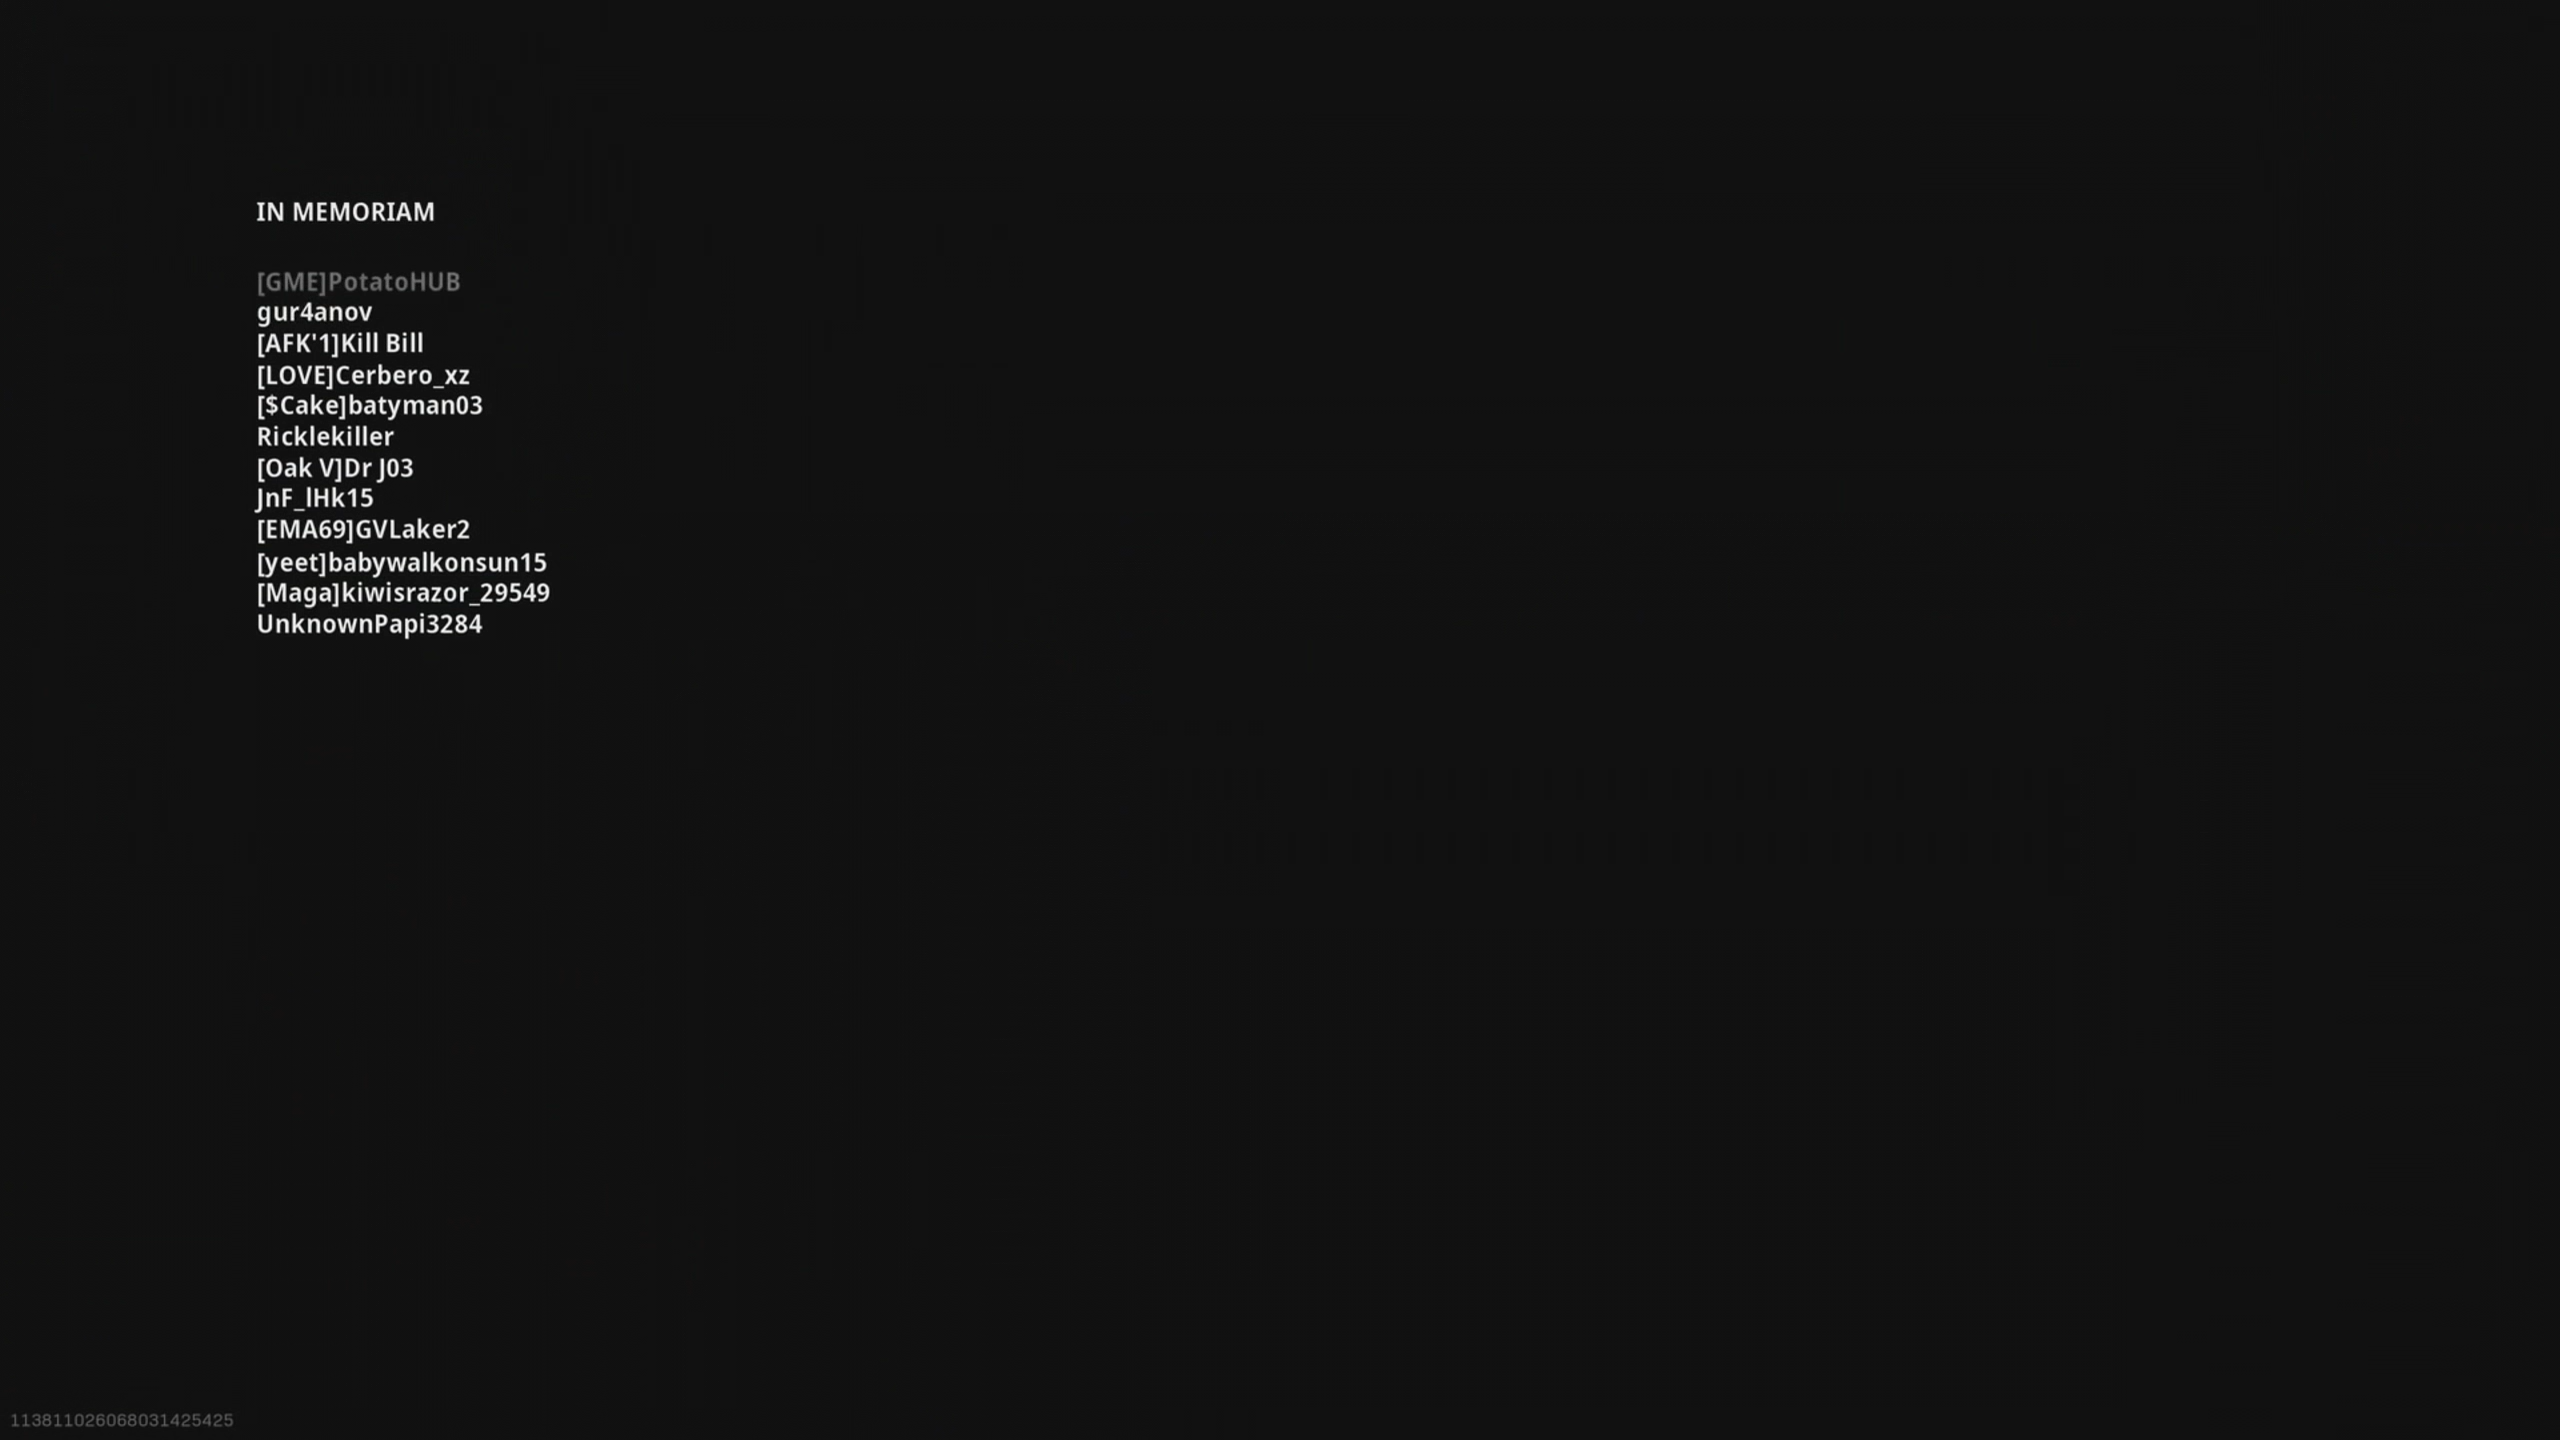 IN MEMORIAM
[GME]PotatoHUB
gur4anov
[AFK'1]Kill Bill
[LOVE]Cerbero_xz
[$Cake]batyman03
Ricklekiller
[Oak V]Dr J03
JnF_lHk15
[EMA69]GVLaker2
[yeet]babywalkonsun15
[Maga]kiwisrazor_29549
UnknownPapi3284
113811026068031425425